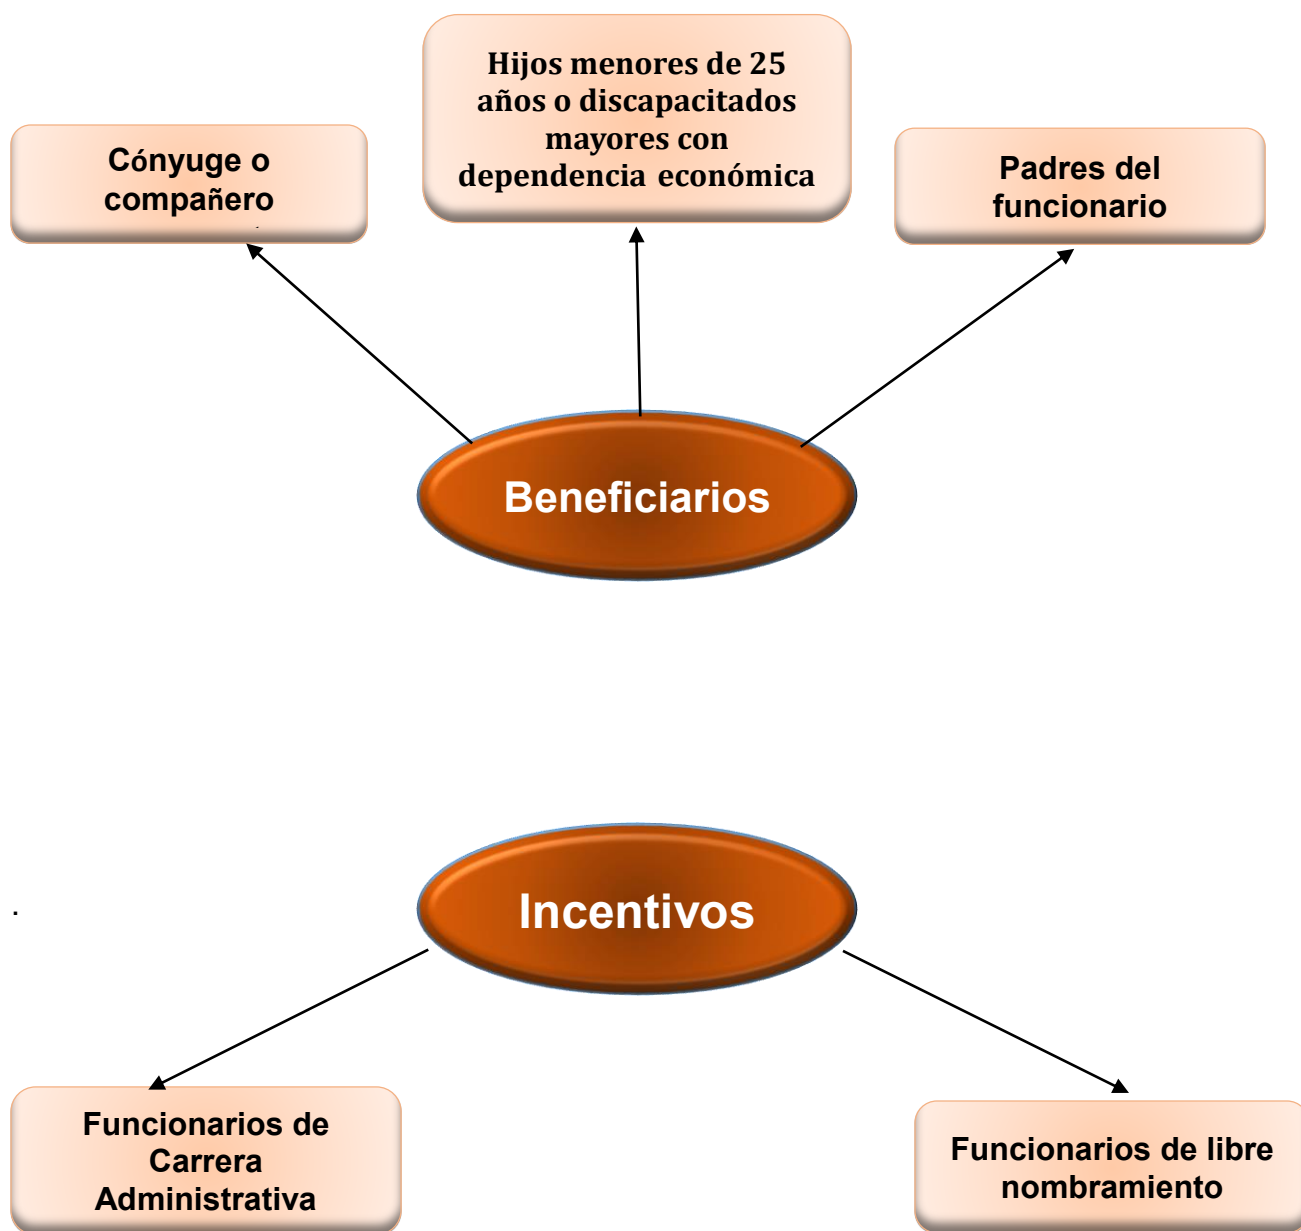 Hijos menores de 25
años o discapacitados
mayores con
dependencia económica
Cónyuge o
compañero
Padres del
funcionario
Beneficiarios
Incentivos
.
Funcionarios de
Carrera
Administrativa
Funcionarios de libre
nombramiento